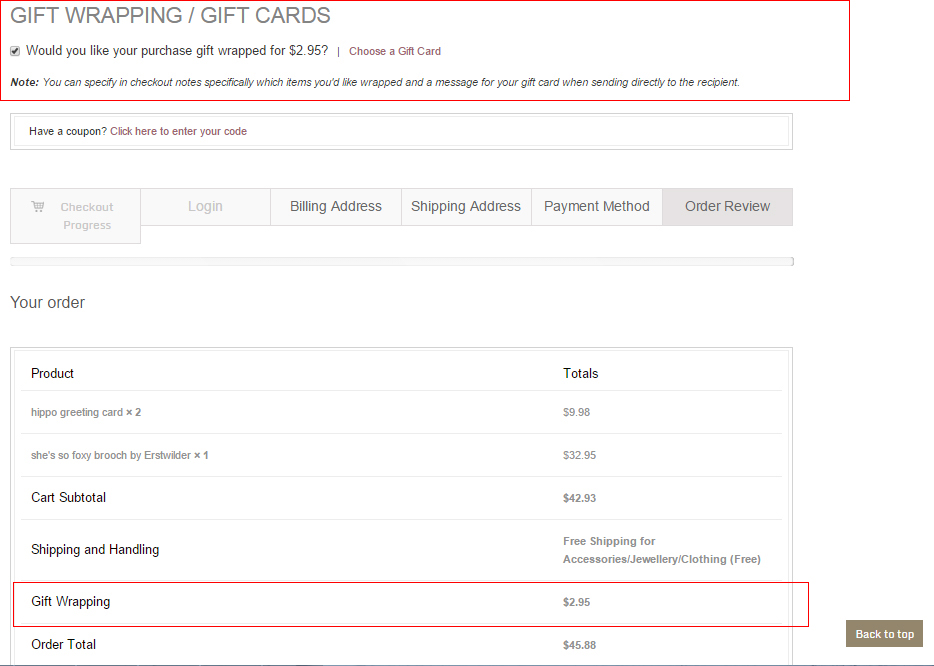 GIFT WRAPPING / GIFT CARDS
Would you like your purchase gift wrapped for $2.95? | Choose a Gift Card
Note: You can specify in checkout notes specifically which items you'd like wrapped and a message for your gift card when sending directly to the recipient.
Have a coupon? Click here to enter your code
Checkout Progress
Login
Billing Address
Shipping Address
Payment Method
Order Review
Your order
Product Totals
hippo greeting card × 2 $9.98
she's so foxy brooch by Erstwilder × 1 $32.95
Cart Subtotal $42.93
Shipping and Handling Free Shipping for
Accessories/Jewellery/Clothing (Free)
Gift Wrapping $2.95
Order Total $45.88
Back to top